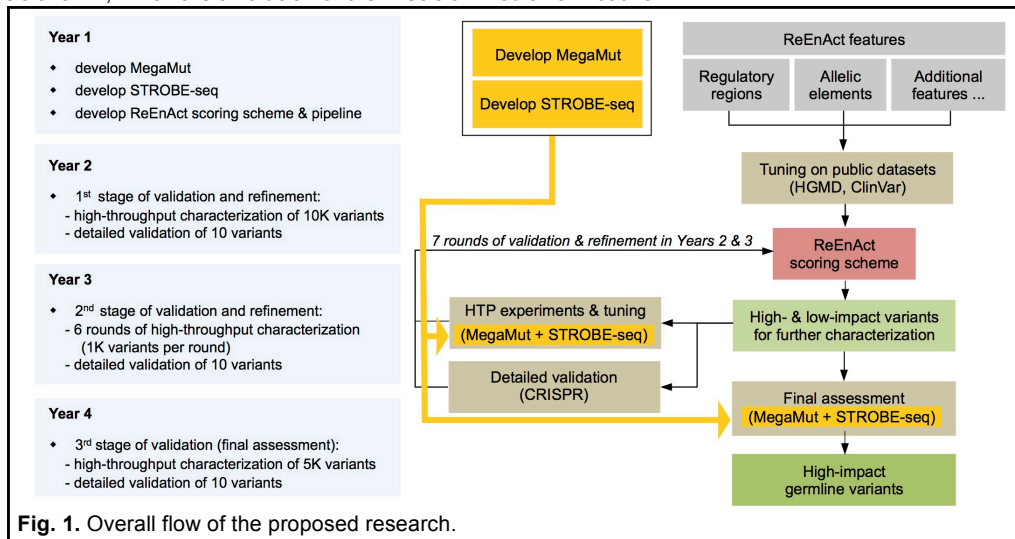 Year 1
◆ develop MegaMut
◆ develop STROBE-seq
◆ develop ReEnAct scoring scheme & pipeline
Year 2
◆ 1st stage of validation and refinement:
- high-throughput characterization of 10K variants
- detailed validation of 10 variants
Year 3
◆ 2nd stage of validation and refinement:
- 6 rounds of high-throughput characterization
(1K variants per round)
- detailed validation of 10 variants
Year 4
◆ 3rd stage of validation (final assessment):
- high-throughput characterization of 5K variants
- detailed validation of 10 variants
Develop MegaMut
Develop STROBE-seq
ReEnAct features
Regulatory
regions
Allelic
elements
Additional
features ...
Tuning on public datasets
(HGMD, ClinVar)
7 rounds of validation & refinement in Years 2 & 3
ReEnAct
scoring scheme
HTP experiments & tuning
(MegaMut + STROBE-seq)
High- & low-impact variants
for further characterization
Detailed validation
(CRISPR)
Final assessment
(MegaMut + STROBE-seq)
High-impact
germline variants
Fig. 1. Overall flow of the proposed research.